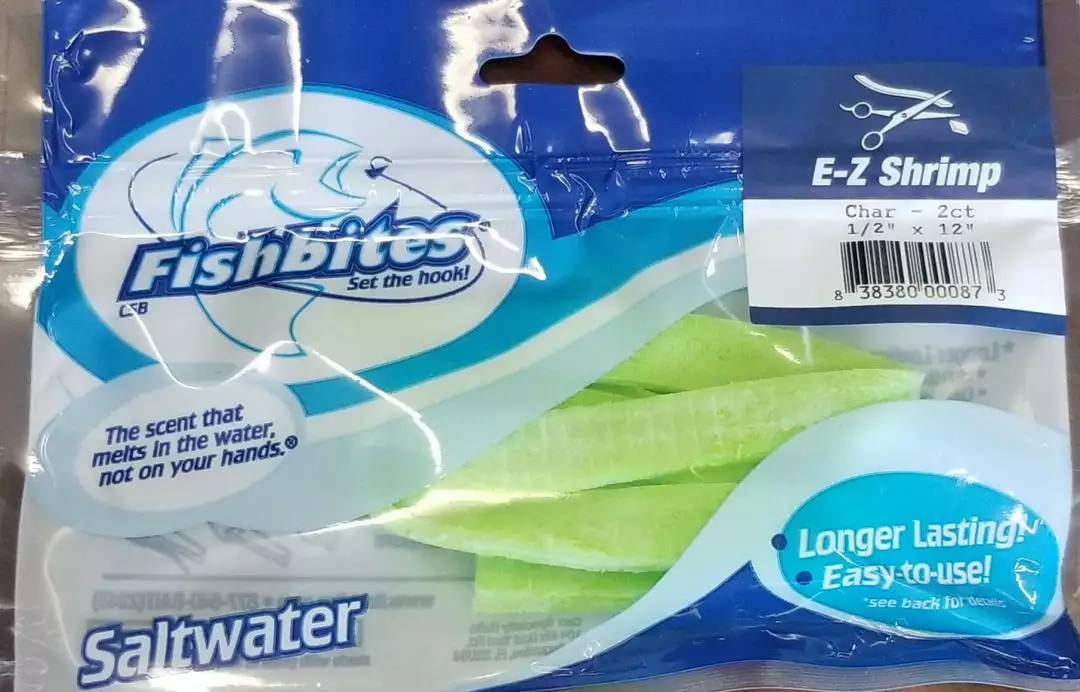 FishBites
Set the hook!
CSB
E-Z Shrimp
Char - 2ct
1/2" x 12"
8 38380 00087 3
The scent that
melts in the water,
not on your hands.®
Longer Lasting!
Easy-to-use!
*see back for details
Saltwater